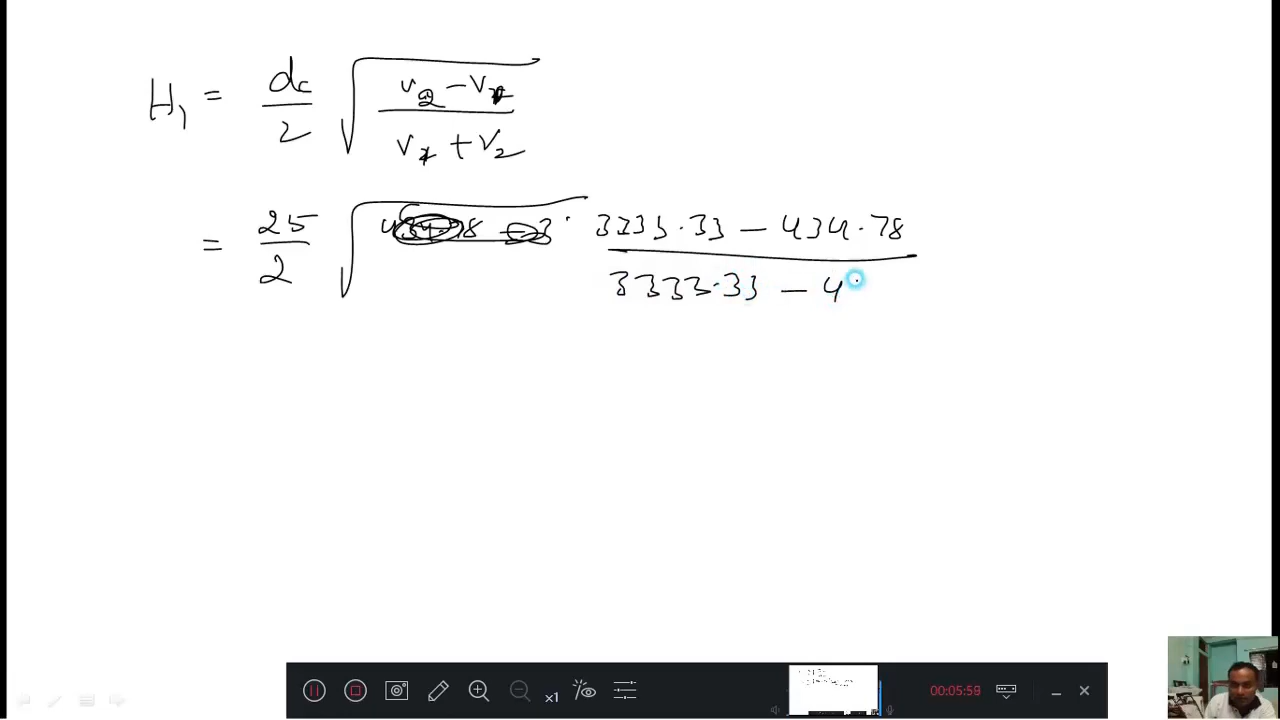 H₁ = dc/2 √(V₂ - V₁ / V₁ + V₂)
= 25/2 √ 3333.33 - 434.78 / 3333.33 - 4
x1
00:05:59